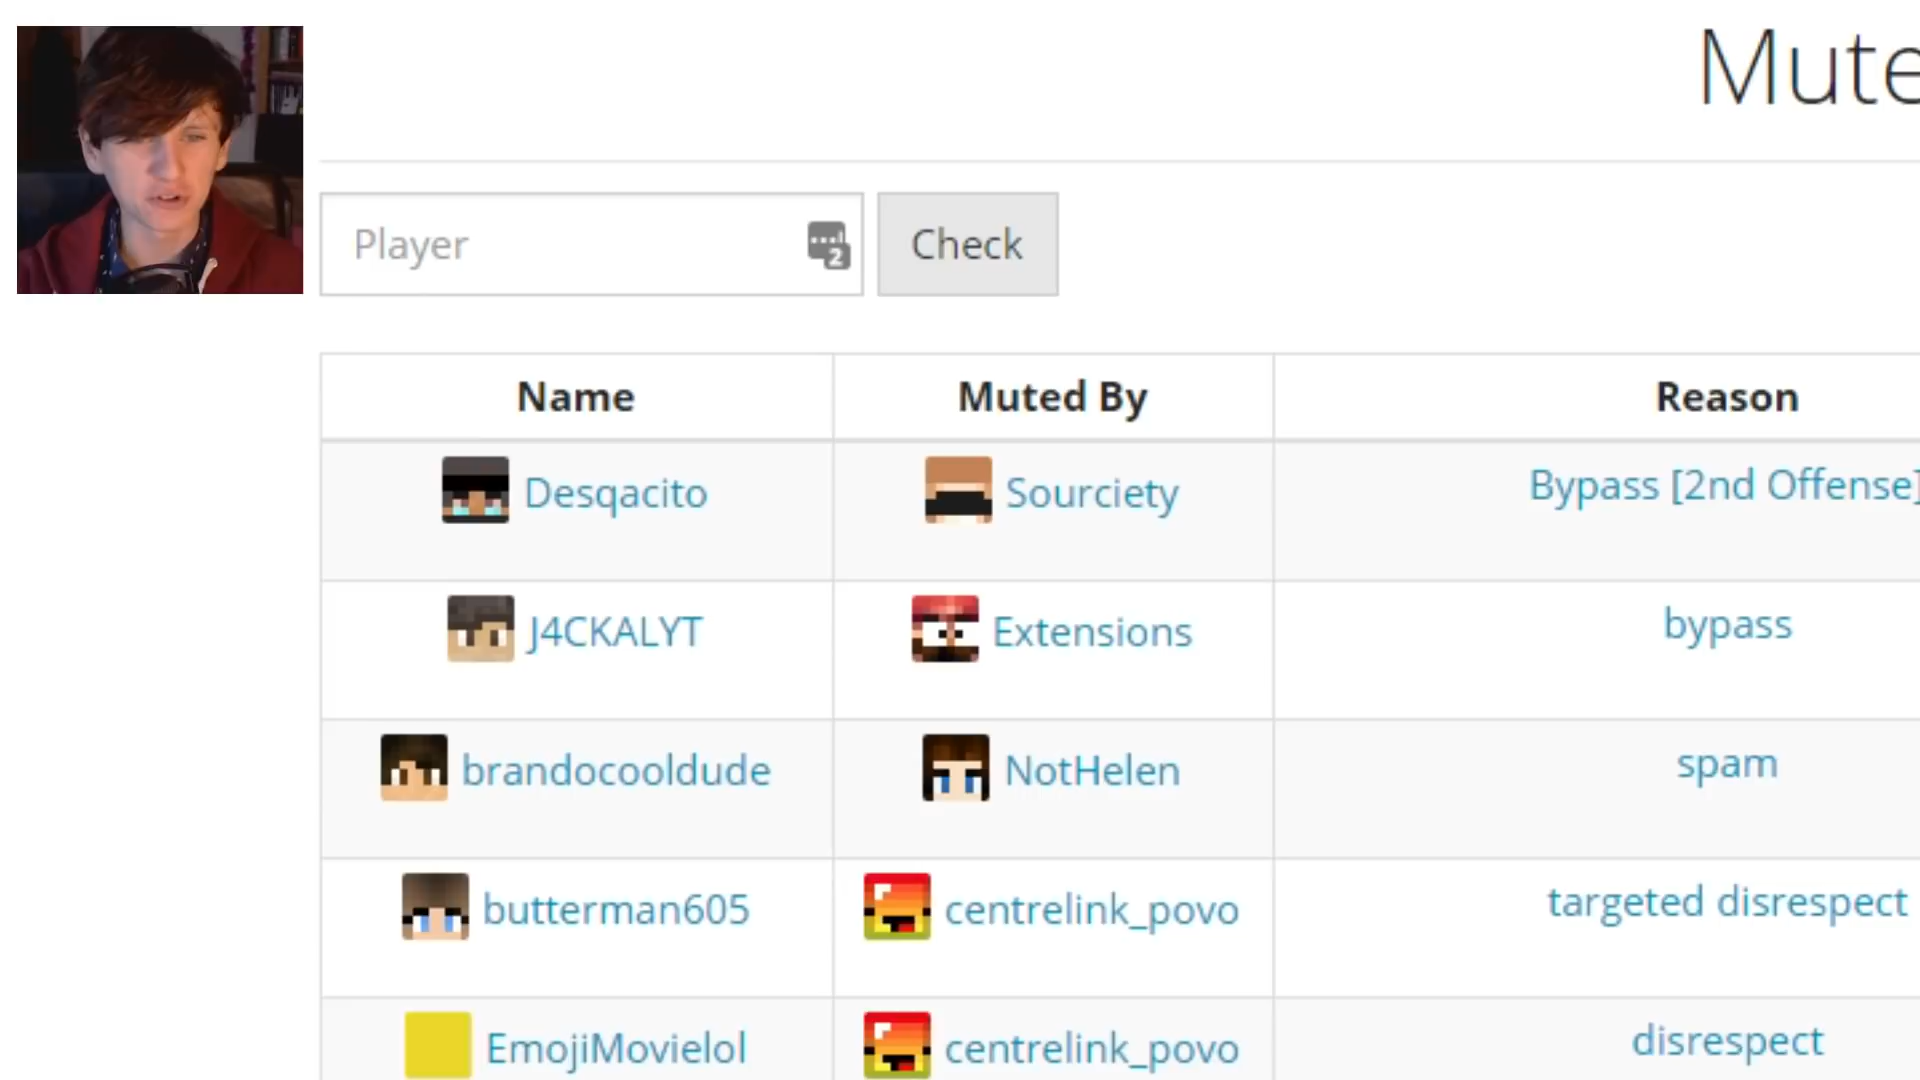 Mute
Player
2
Check
Name Muted By Reason
Desqacito Sourciety Bypass [2nd Offense]
J4CKALYT Extensions bypass
brandocooldude NotHelen spam
butterman605 centrelink_povo targeted disrespect
EmojiMovielol centrelink_povo disrespect